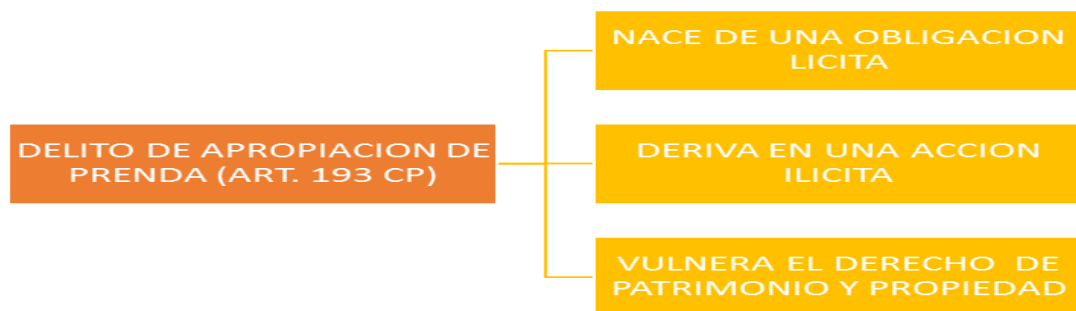 NACE DE UNA OBLIGACION
LICITA
DELITO DE APROPIACION DE
PRENDA (ART. 193 CP)
DERIVA EN UNA ACCION
ILICITA
VULNERA EL DERECHO DE
PATRIMONIO Y PROPIEDAD